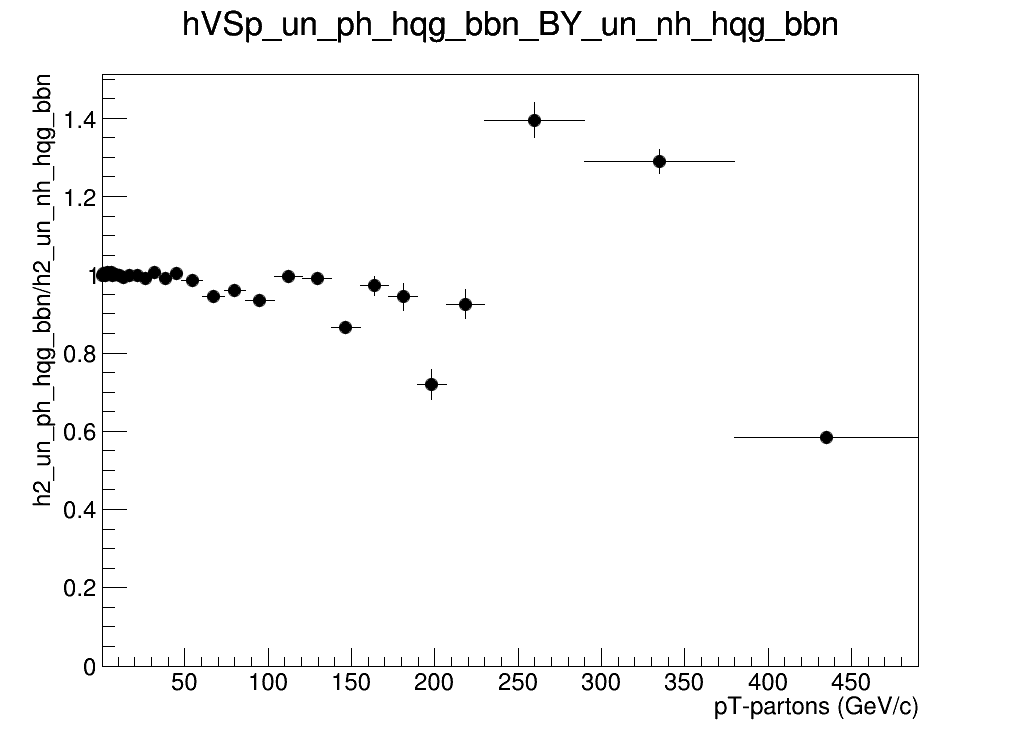 hVSp_un_ph_hqg_bbn_BY_un_nh_hqg_bbn
h2_un_ph_hqg_bbn/h2_un_nh_hqg_bbn
1.4
1.2
1
0.8
0.6
0.4
0.2
0
50 100 150 200 250 300 350 400 450
pT-partons (GeV/c)